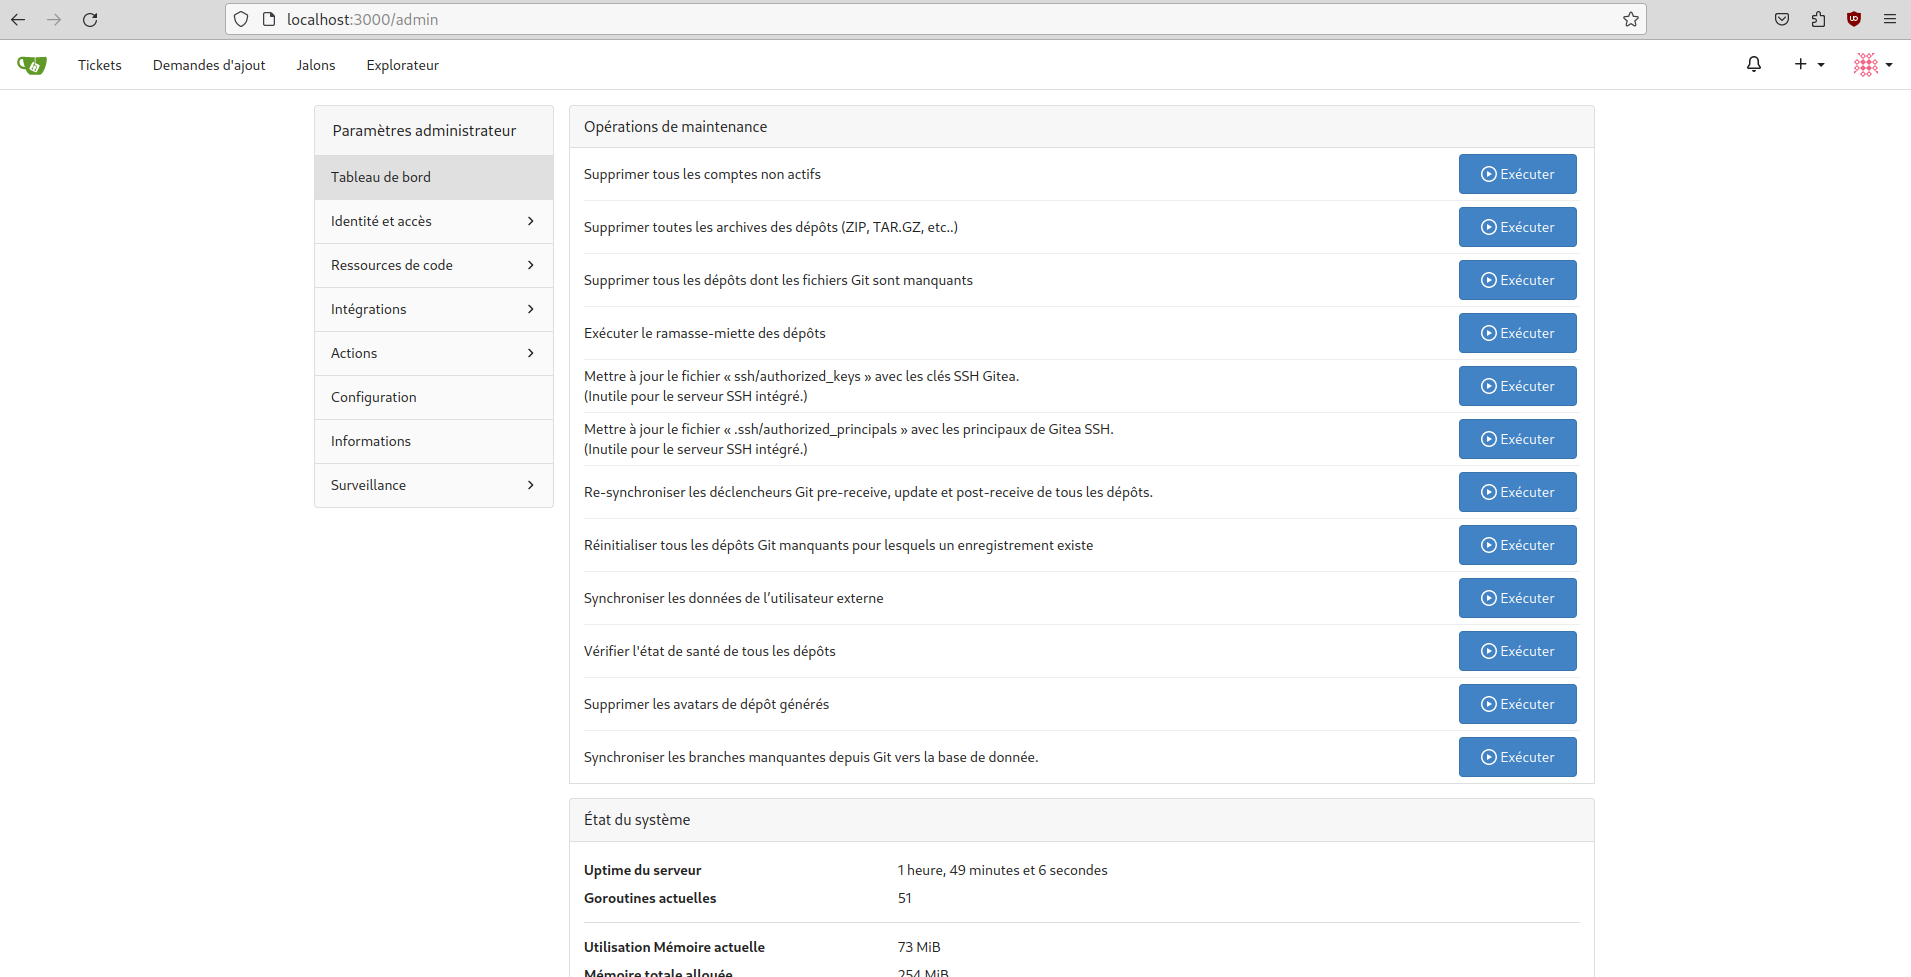 localhost:3000/admin
Tickets Demandes d'ajout Jalons Explorateur
Paramètres administrateur
Tableau de bord
Identité et accès
Ressources de code
Intégrations
Actions
Configuration
Informations
Surveillance
Opérations de maintenance
Supprimer tous les comptes non actifs Exécuter
Supprimer toutes les archives des dépôts (ZIP, TAR.GZ, etc..) Exécuter
Supprimer tous les dépôts dont les fichiers Git sont manquants Exécuter
Exécuter le ramasse-miette des dépôts Exécuter
Mettre à jour le fichier « ssh/authorized_keys » avec les clés SSH Gitea.
(Inutile pour le serveur SSH intégré.) Exécuter
Mettre à jour le fichier « .ssh/authorized_principals » avec les principaux de Gitea SSH.
(Inutile pour le serveur SSH intégré.) Exécuter
Re-synchroniser les déclencheurs Git pre-receive, update et post-receive de tous les dépôts. Exécuter
Réinitialiser tous les dépôts Git manquants pour lesquels un enregistrement existe Exécuter
Synchroniser les données de l’utilisateur externe Exécuter
Vérifier l'état de santé de tous les dépôts Exécuter
Supprimer les avatars de dépôt générés Exécuter
Synchroniser les branches manquantes depuis Git vers la base de donnée. Exécuter
État du système
Uptime du serveur 1 heure, 49 minutes et 6 secondes
Goroutines actuelles 51
Utilisation Mémoire actuelle 73 MiB
Mémoire totale allouée 254 MiB